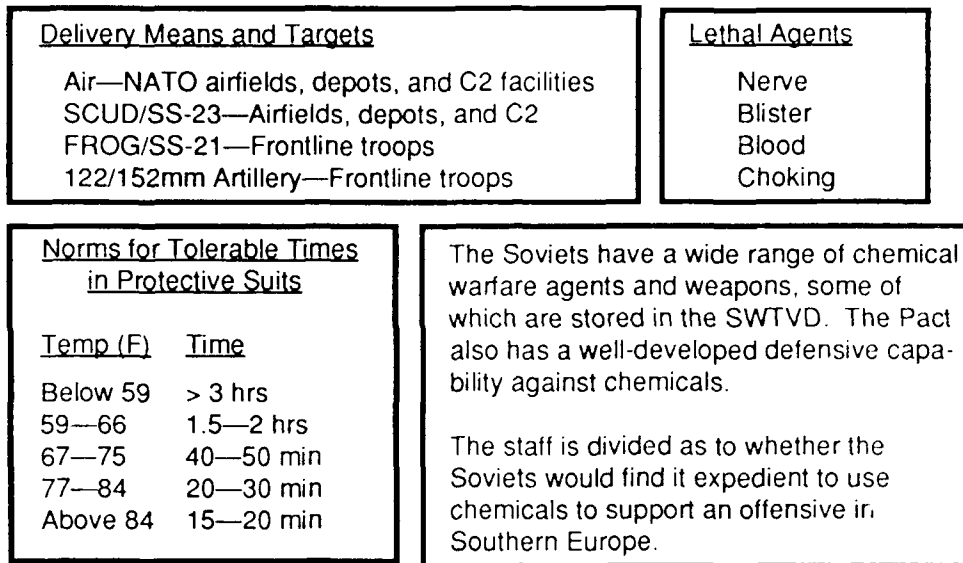 Delivery Means and Targets
Air—NATO airfields, depots, and C2 facilities
SCUD/SS-23—Airfields, depots, and C2
FROG/SS-21—Frontline troops
122/152mm Artillery—Frontline troops
Lethal Agents
Nerve
Blister
Blood
Choking
Norms for Tolerable Times
in Protective Suits
Temp (F) Time
Below 59 > 3 hrs
59—66 1.5—2 hrs
67—75 40—50 min
77—84 20—30 min
Above 84 15—20 min
The Soviets have a wide range of chemical
warfare agents and weapons, some of
which are stored in the SWTVD. The Pact
also has a well-developed defensive capa-
bility against chemicals.
The staff is divided as to whether the
Soviets would find it expedient to use
chemicals to support an offensive in
Southern Europe.